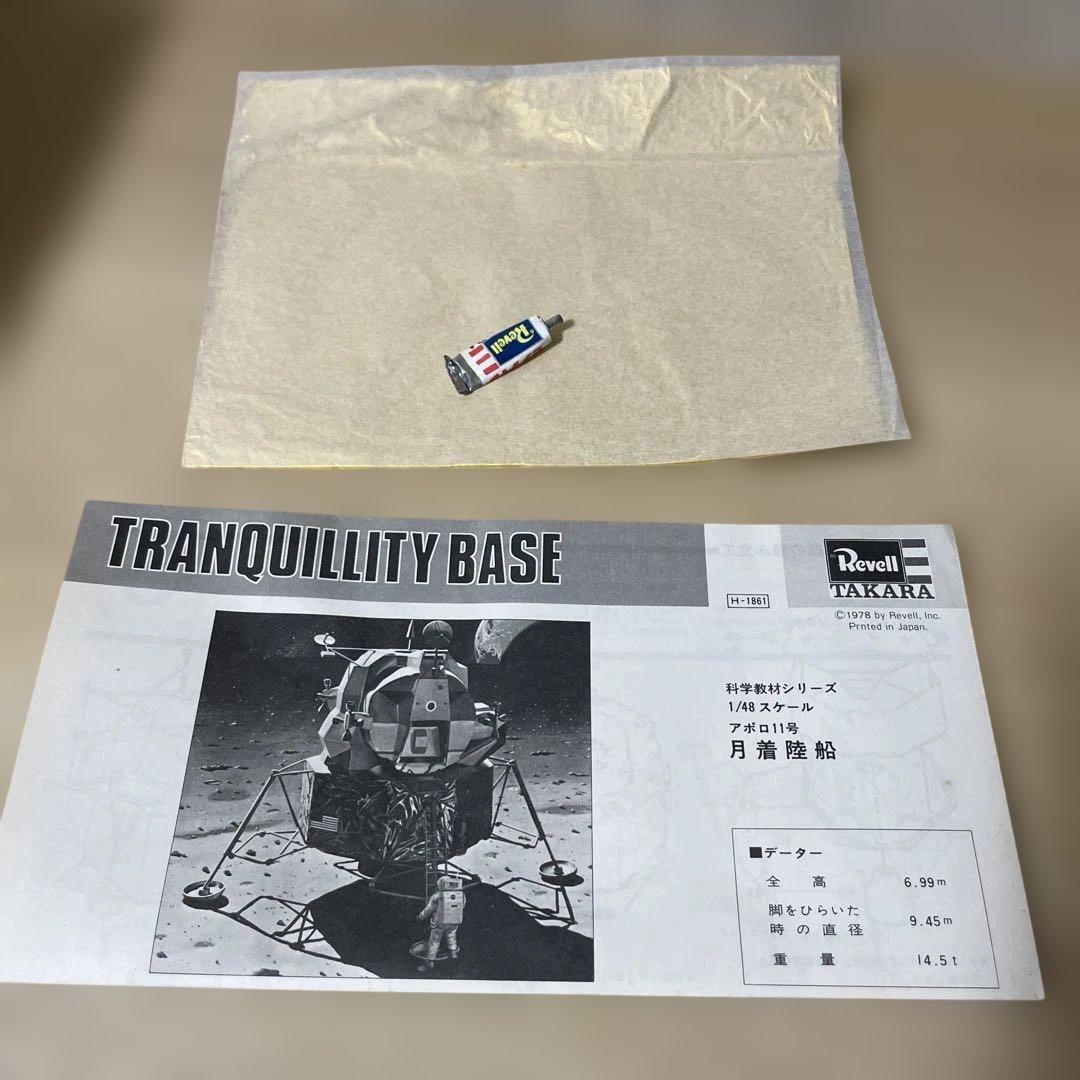 Revell
TRANQUILLITY BASE
Revell
TAKARA
H-1861
©1978 by Revell, Inc.
Prnted in Japan.
科学教材シリーズ
1/48 スケール
アポロ11号
月着陸船
■データー
全高 6.99m
脚をひらいた
時の直径 9.45m
重量 14.5t